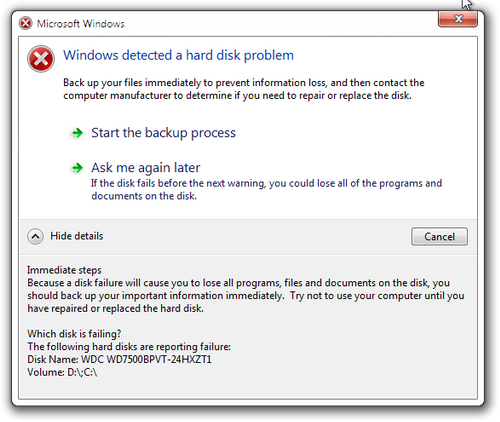 Microsoft Windows
Windows detected a hard disk problem
Back up your files immediately to prevent information loss, and then contact the
computer manufacturer to determine if you need to repair or replace the disk.
Start the backup process
Ask me again later
If the disk fails before the next warning, you could lose all of the programs and
documents on the disk.
Hide details
Cancel
Immediate steps
Because a disk failure will cause you to lose all programs, files and documents on the disk, you
should back up your important information immediately.  Try not to use your computer until you
have repaired or replaced the hard disk.
Which disk is failing?
The following hard disks are reporting failure:
Disk Name: WDC WD7500BPVT-24HXZT1
Volume: D:\;C:\